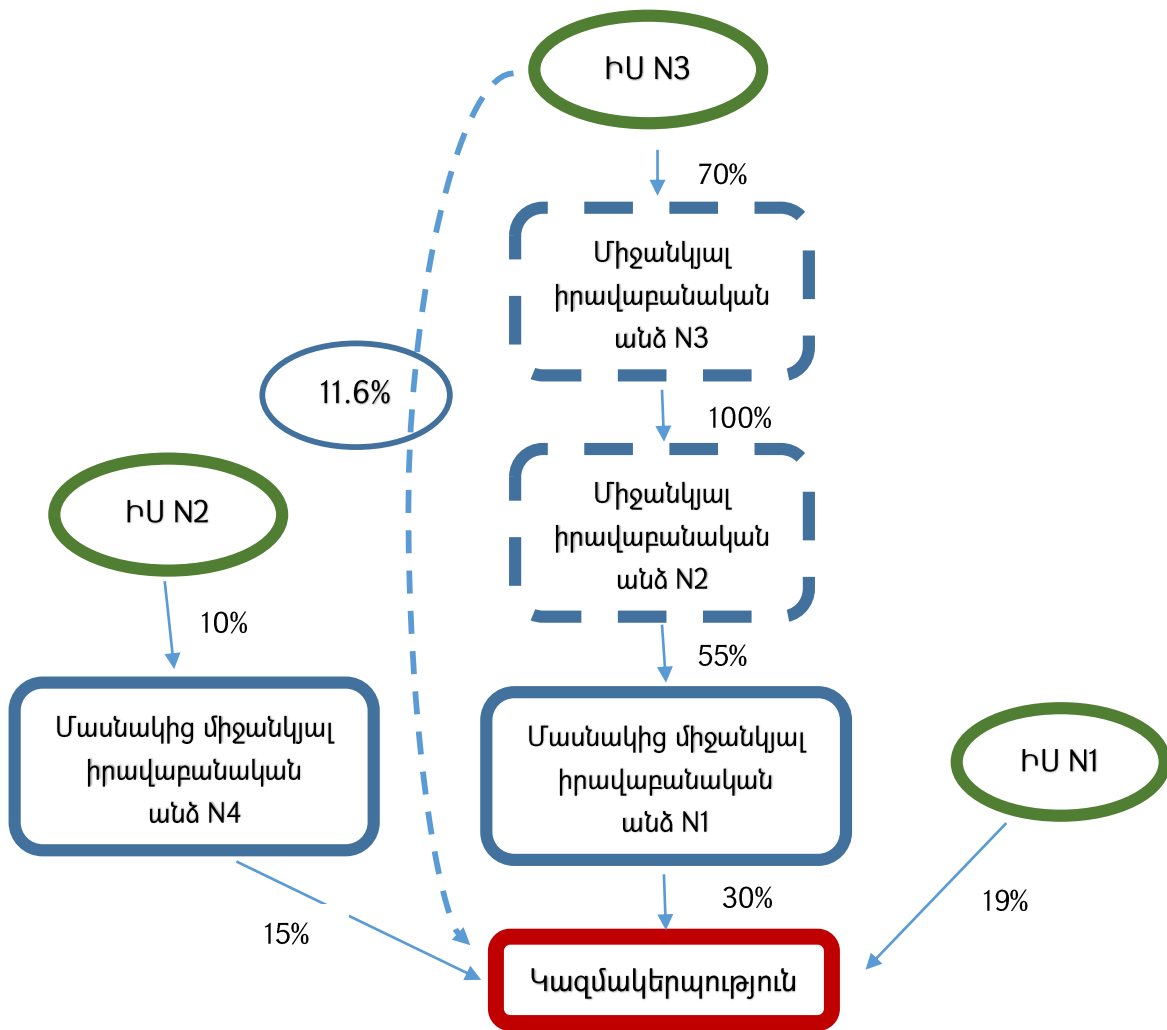 ԻՍ N3
70%
Միջանկյալ
իրավաբանական
անձ N3
11.6%
100%
Միջանկյալ
իրավաբանական
անձ N2
ԻՍ N2
10%
55%
Մասնակից միջանկյալ
իրավաբանական
անձ N4
Մասնակից միջանկյալ
իրավաբանական
անձ N1
ԻՍ N1
15%
30%
19%
Կազմակերպություն